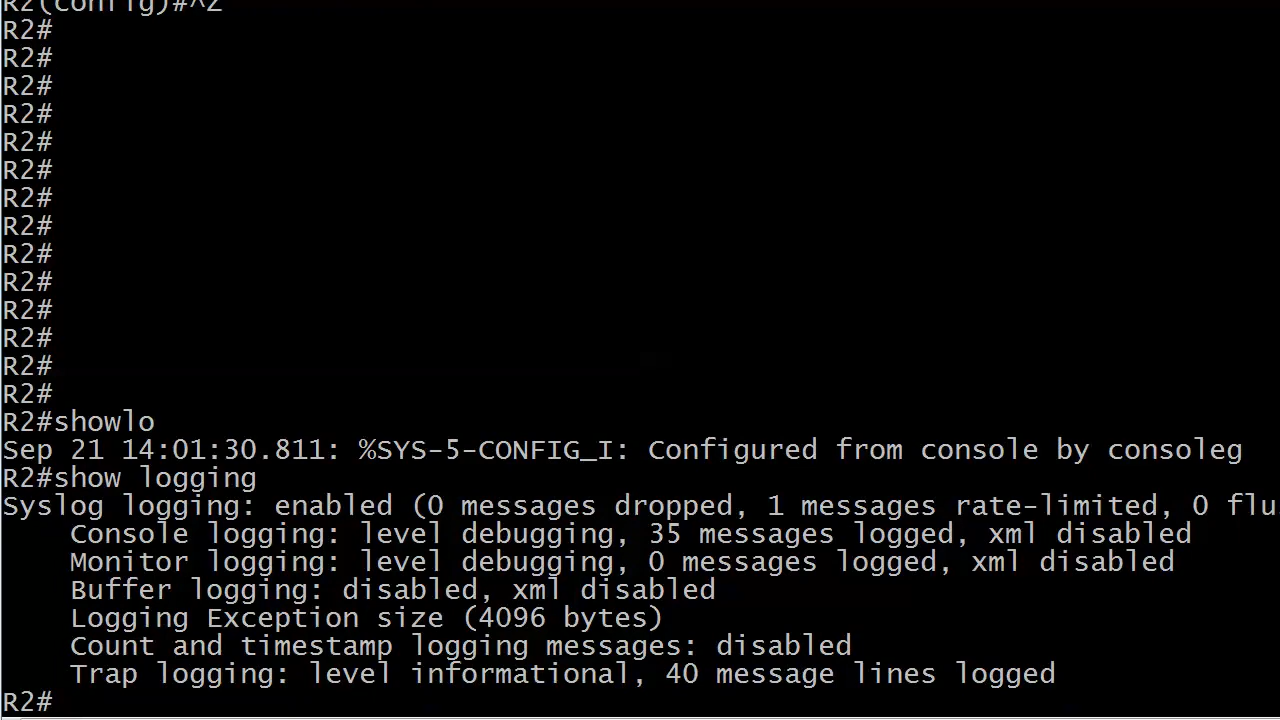 R2(config)#^Z
R2#
R2#
R2#
R2#
R2#
R2#
R2#
R2#
R2#
R2#
R2#
R2#
R2#
R2#
R2#showlo
Sep 21 14:01:30.811: %SYS-5-CONFIG_I: Configured from console by consoleg
R2#show logging
Syslog logging: enabled (0 messages dropped, 1 messages rate-limited, 0 flu
    Console logging: level debugging, 35 messages logged, xml disabled
    Monitor logging: level debugging, 0 messages logged, xml disabled
    Buffer logging: disabled, xml disabled
    Logging Exception size (4096 bytes)
    Count and timestamp logging messages: disabled
    Trap logging: level informational, 40 message lines logged
R2#